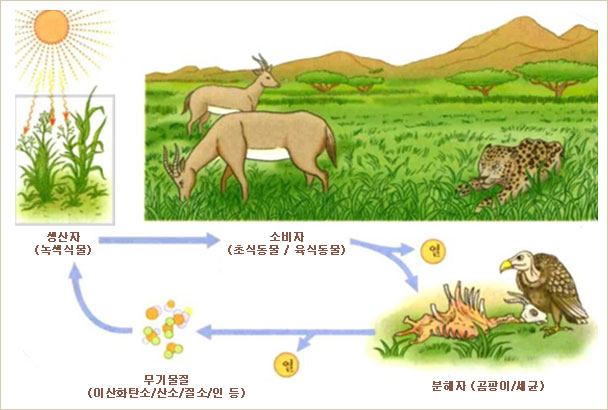 생산자
(녹색식물)
소비자
(초식동물 / 육식동물)
열
열
무기물질
(이산화탄소/산소/질소/인 등)
분해자 (곰팡이/세균)